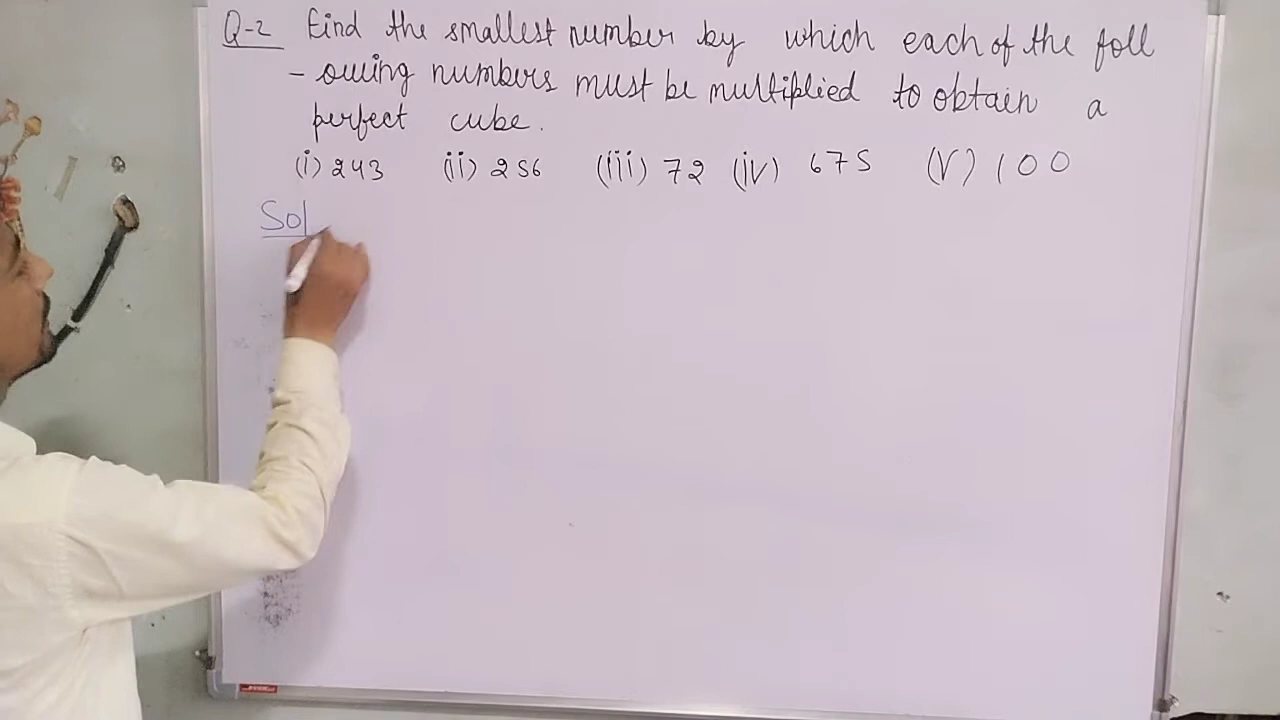 Q-2 Find the smallest number by which each of the foll
- owing numbers must be multiplied to obtain a
perfect cube.
(i) 243 (ii) 256 (iii) 72 (iv) 675 (V) 100
Sol